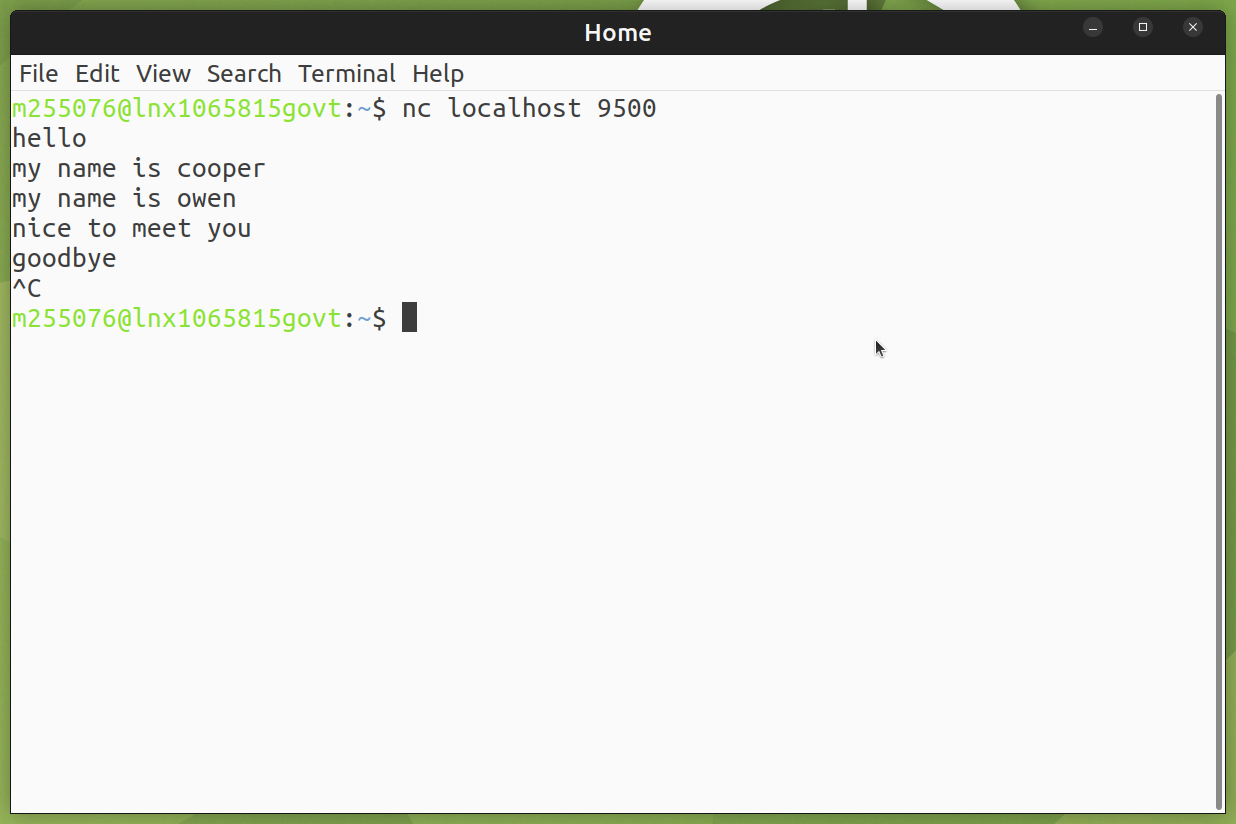 Home
File Edit View Search Terminal Help
m255076@lnx1065815govt:~$ nc localhost 9500
hello
my name is cooper
my name is owen
nice to meet you
goodbye
^C
m255076@lnx1065815govt:~$